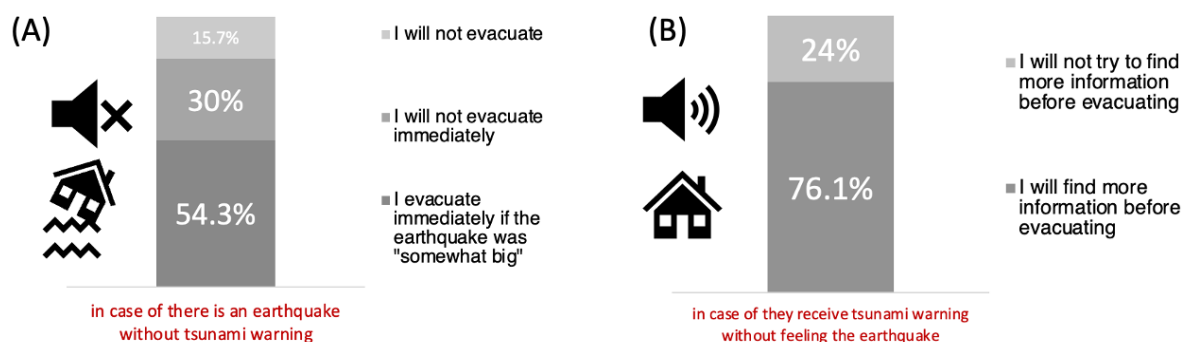 (A)
15.7%
30%
54.3%
I will not evacuate
I will not evacuate
immediately
I evacuate
immediately if the
earthquake was
"somewhat big"
in case of there is an earthquake
without tsunami warning
(B)
24%
76.1%
I will not try to find
more information
before evacuating
I will find more
information before
evacuating
in case of they receive tsunami warning
without feeling the earthquake